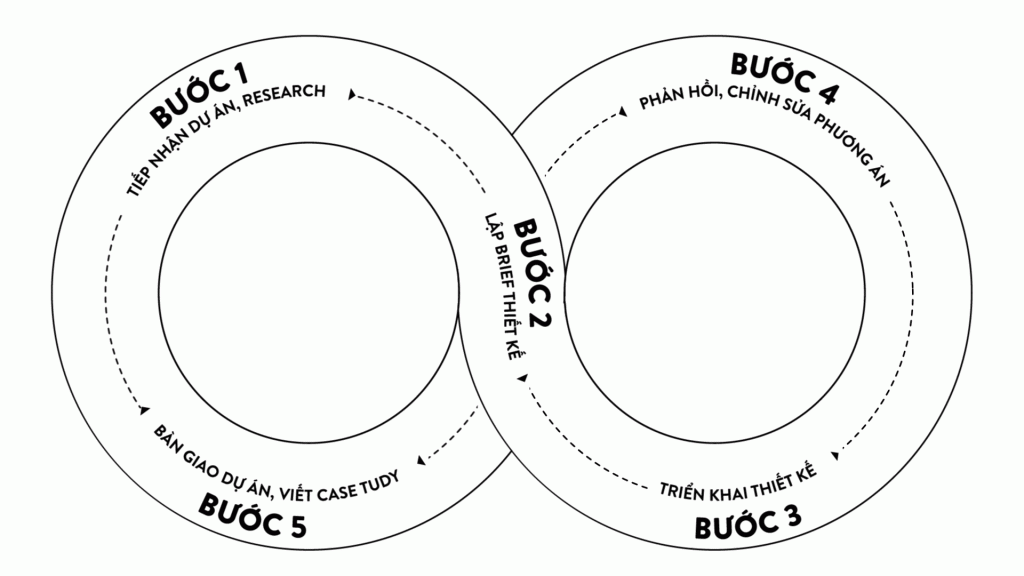 BƯỚC 1
TIẾP NHẬN DỰ ÁN, RESEARCH
BƯỚC 2
LẬP BRIEF THIẾT KẾ
BƯỚC 3
TRIỂN KHAI THIẾT KẾ
BƯỚC 4
PHẢN HỒI, CHỈNH SỬA PHƯƠNG ÁN
BƯỚC 5
BÀN GIAO DỰ ÁN, VIẾT CASE TUDY